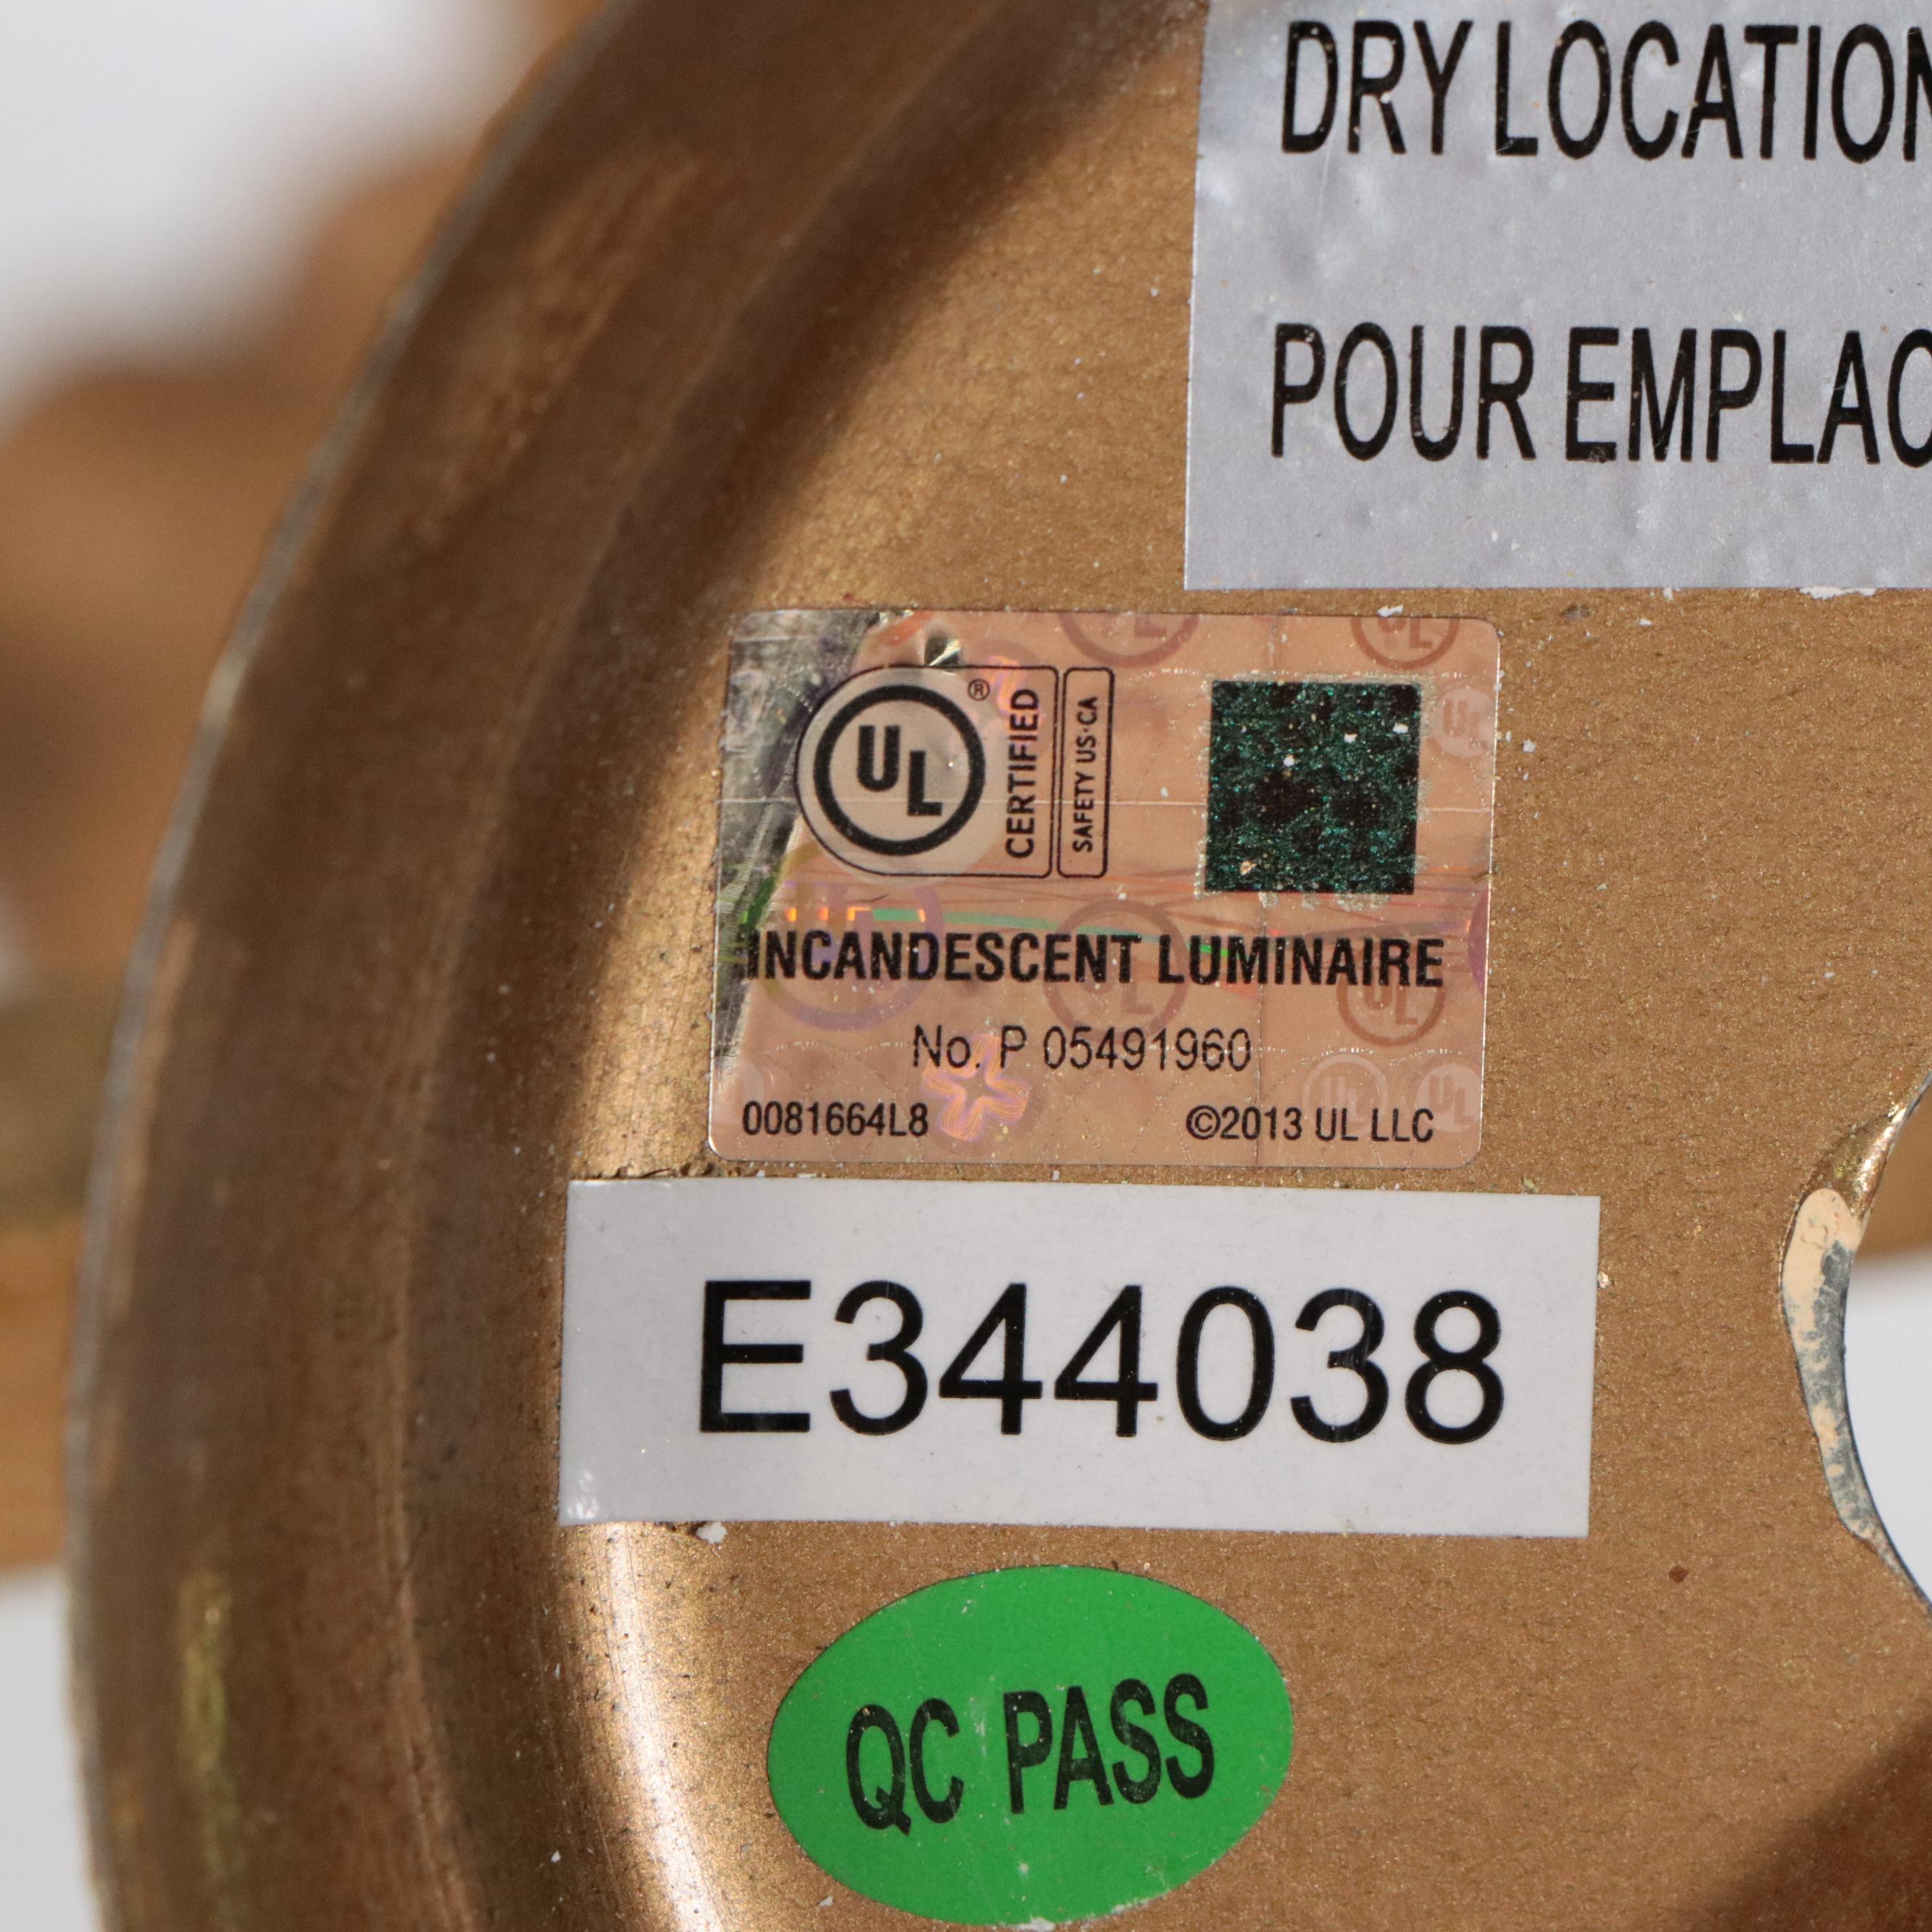 DRY LOCATION
POUR EMPLAC
UL ®
CERTIFIED
SAFETY US·CA
INCANDESCENT LUMINAIRE
No. P 05491960
0081664L8 ©2013 UL LLC
E344038
QC PASS